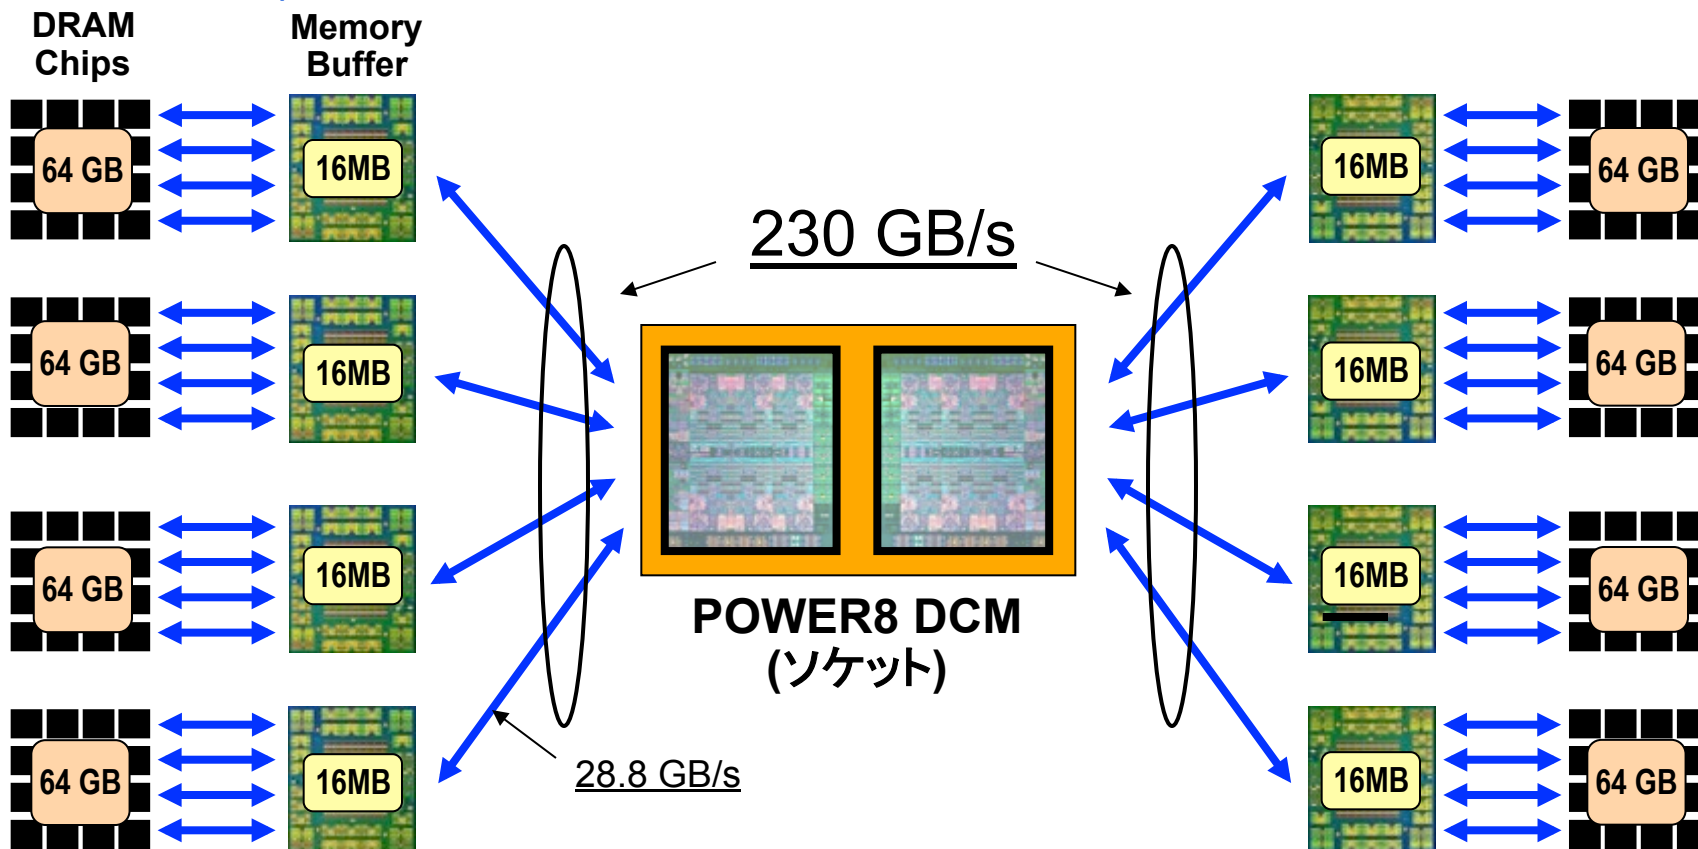 DRAM
Chips
Memory
Buffer
64 GB
16MB
230 GB/s
16MB
64 GB
64 GB
16MB
16MB
64 GB
64 GB
16MB
16MB
64 GB
POWER8 DCM
(ソケット)
64 GB
16MB
28.8 GB/s
16MB
64 GB